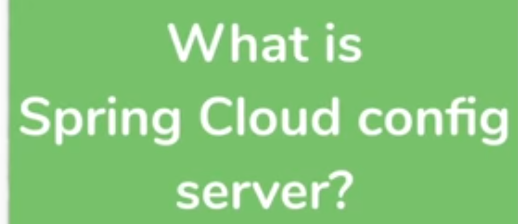 What is
Spring Cloud config
server?